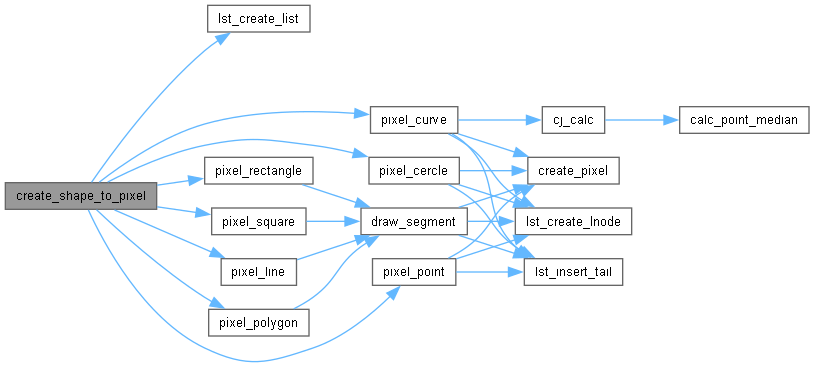 lst_create_list
pixel_curve
cj_calc
calc_point_median
pixel_rectangle
pixel_cercle
create_pixel
create_shape_to_pixel
pixel_square
draw_segment
lst_create_lnode
pixel_line
pixel_point
lst_insert_tail
pixel_polygon